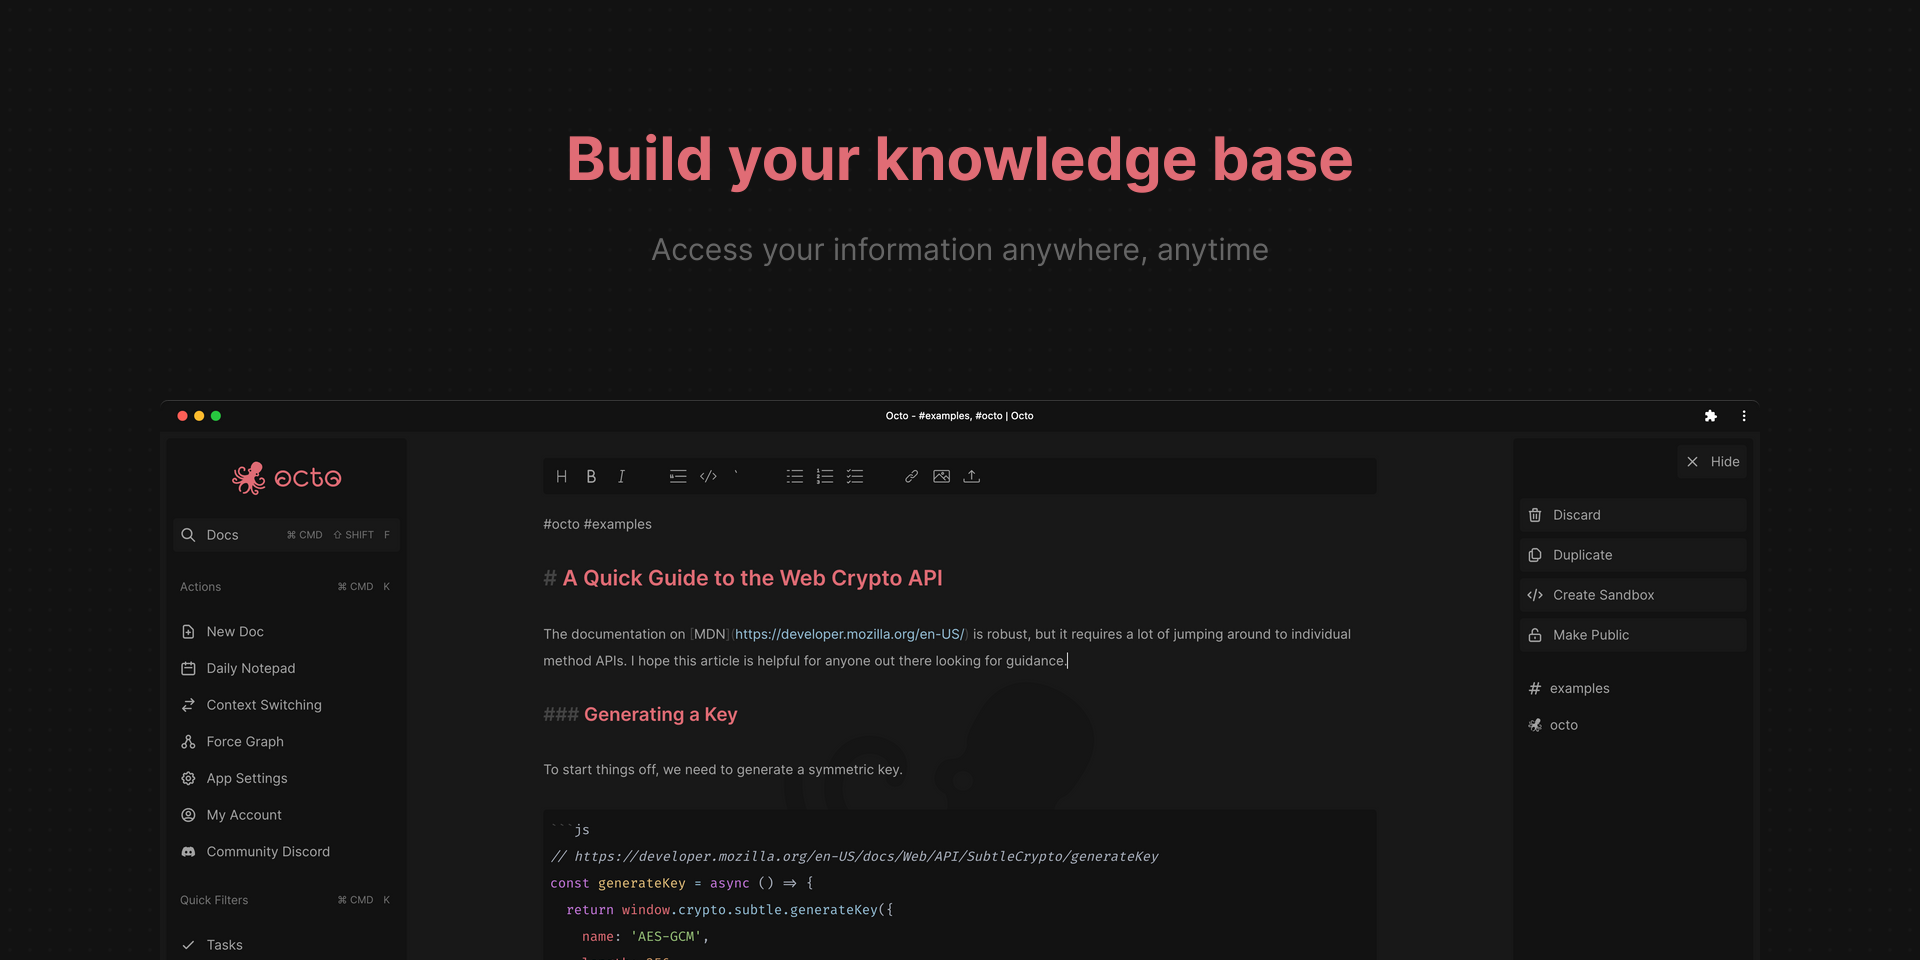 Build your knowledge base
Access your information anywhere, anytime
Octo - #examples, #octo | Octo
octo
Docs ⌘ CMD ⇧ SHIFT F
Actions ⌘ CMD K
New Doc
Daily Notepad
Context Switching
Force Graph
App Settings
My Account
Community Discord
Quick Filters ⌘ CMD K
Tasks
H B I
#octo #examples
# A Quick Guide to the Web Crypto API
The documentation on [MDN](https://developer.mozilla.org/en-US/) is robust, but it requires a lot of jumping around to individual
method APIs. I hope this article is helpful for anyone out there looking for guidance.
### Generating a Key
To start things off, we need to generate a symmetric key.
```js
// https://developer.mozilla.org/en-US/docs/Web/API/SubtleCrypto/generateKey
const generateKey = async () => {
return window.crypto.subtle.generateKey({
name: 'AES-GCM',
Hide
Discard
Duplicate
Create Sandbox
Make Public
# examples
octo